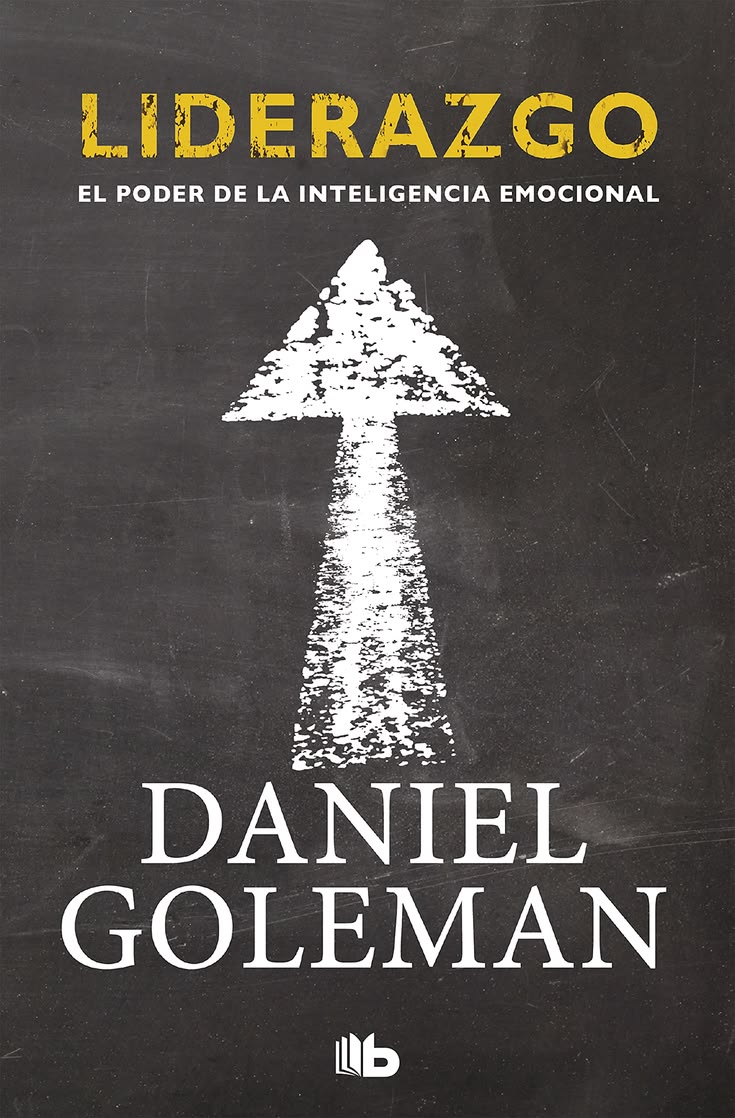 LIDERAZGO
EL PODER DE LA INTELIGENCIA EMOCIONAL
DANIEL
GOLEMAN
b